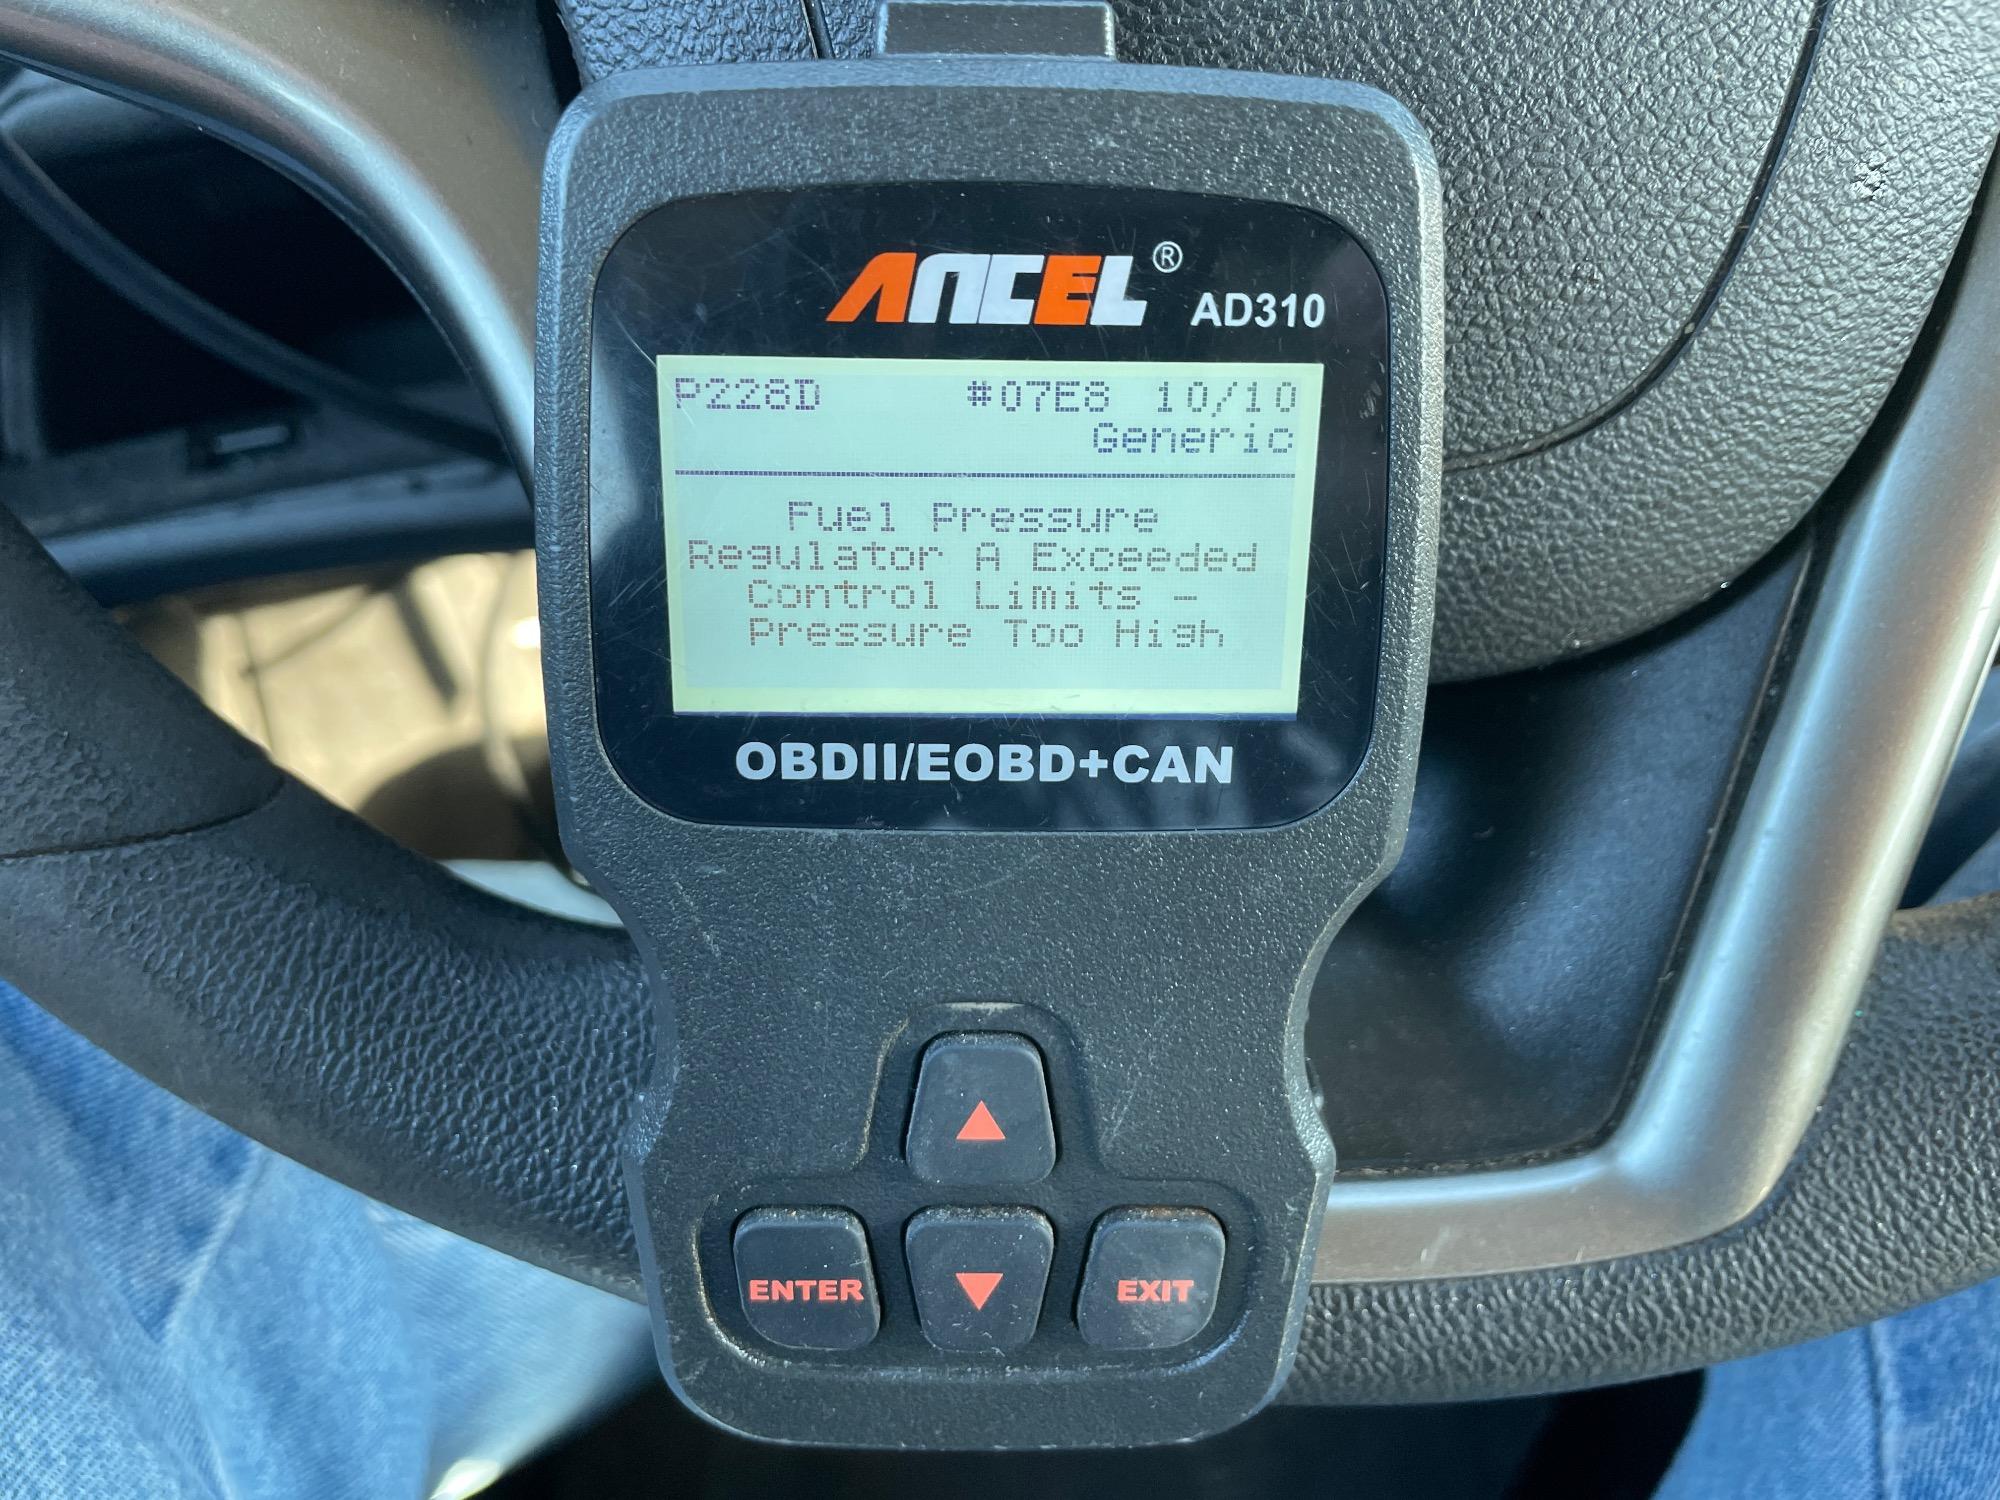 ANCEL® AD310
P228D #07E8 10/10
Generic
Fuel Pressure
Regulator A Exceeded
Control Limits -
Pressure Too High
OBDII/EOBD+CAN
ENTER EXIT